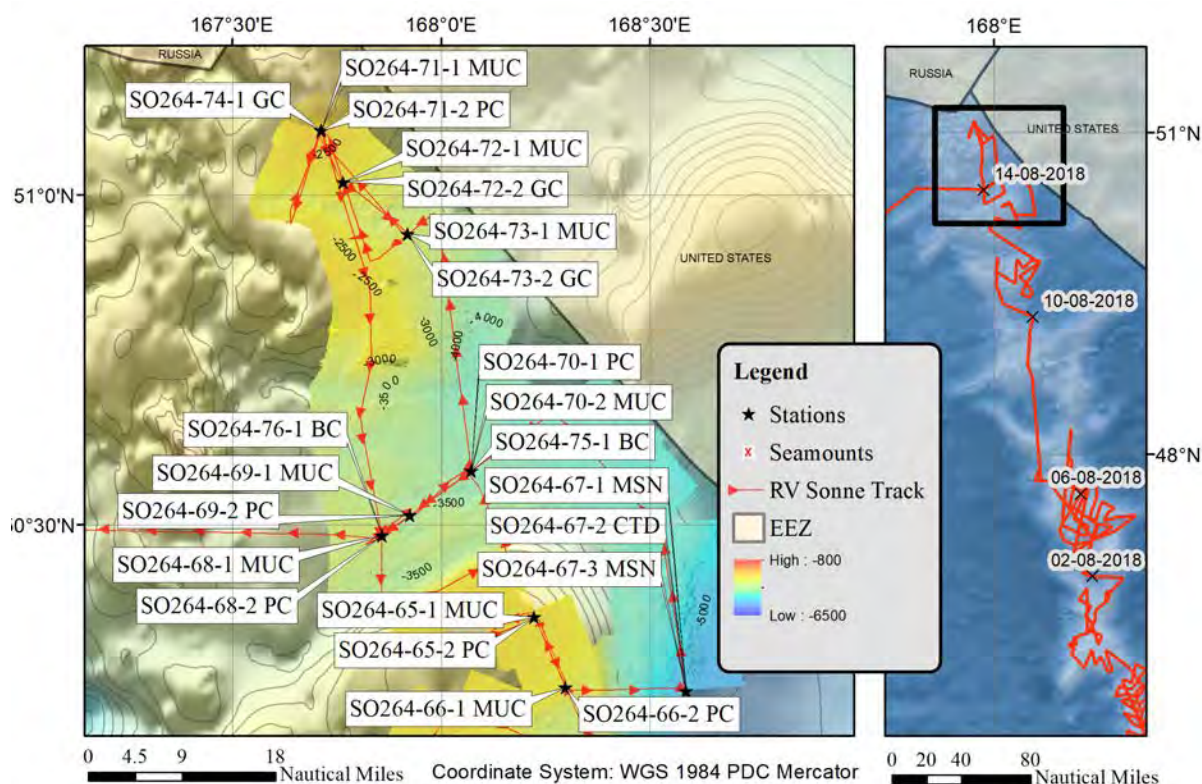 167°30'E
168°0'E
168°30'E
168°E
RUSSIA
SO264-71-1 MUC
SO264-74-1 GC
SO264-71-2 PC
SO264-72-1 MUC
51°0'N
SO264-72-2 GC
SO264-73-1 MUC
SO264-73-2 GC
UNITED STATES
-2500
-2500
-2500
-3000
-4000
-3000
-3500
SO264-70-1 PC
SO264-70-2 MUC
SO264-76-1 BC
SO264-75-1 BC
SO264-69-1 MUC
SO264-67-1 MSN
SO264-69-2 PC
-3500
SO264-67-2 CTD
0°30'N
SO264-68-1 MUC
SO264-67-3 MSN
-3500
SO264-68-2 PC
-5000
SO264-65-1 MUC
SO264-65-2 PC
SO264-66-1 MUC
SO264-66-2 PC
Legend
Stations
Seamounts
RV Sonne Track
EEZ
High : -800
Low : -6500
RUSSIA
51°N
UNITED STATES
14-08-2018
10-08-2018
48°N
06-08-2018
02-08-2018
0 4.5 9 18
Nautical Miles
Coordinate System: WGS 1984 PDC Mercator
0 20 40 80
Nautical Miles